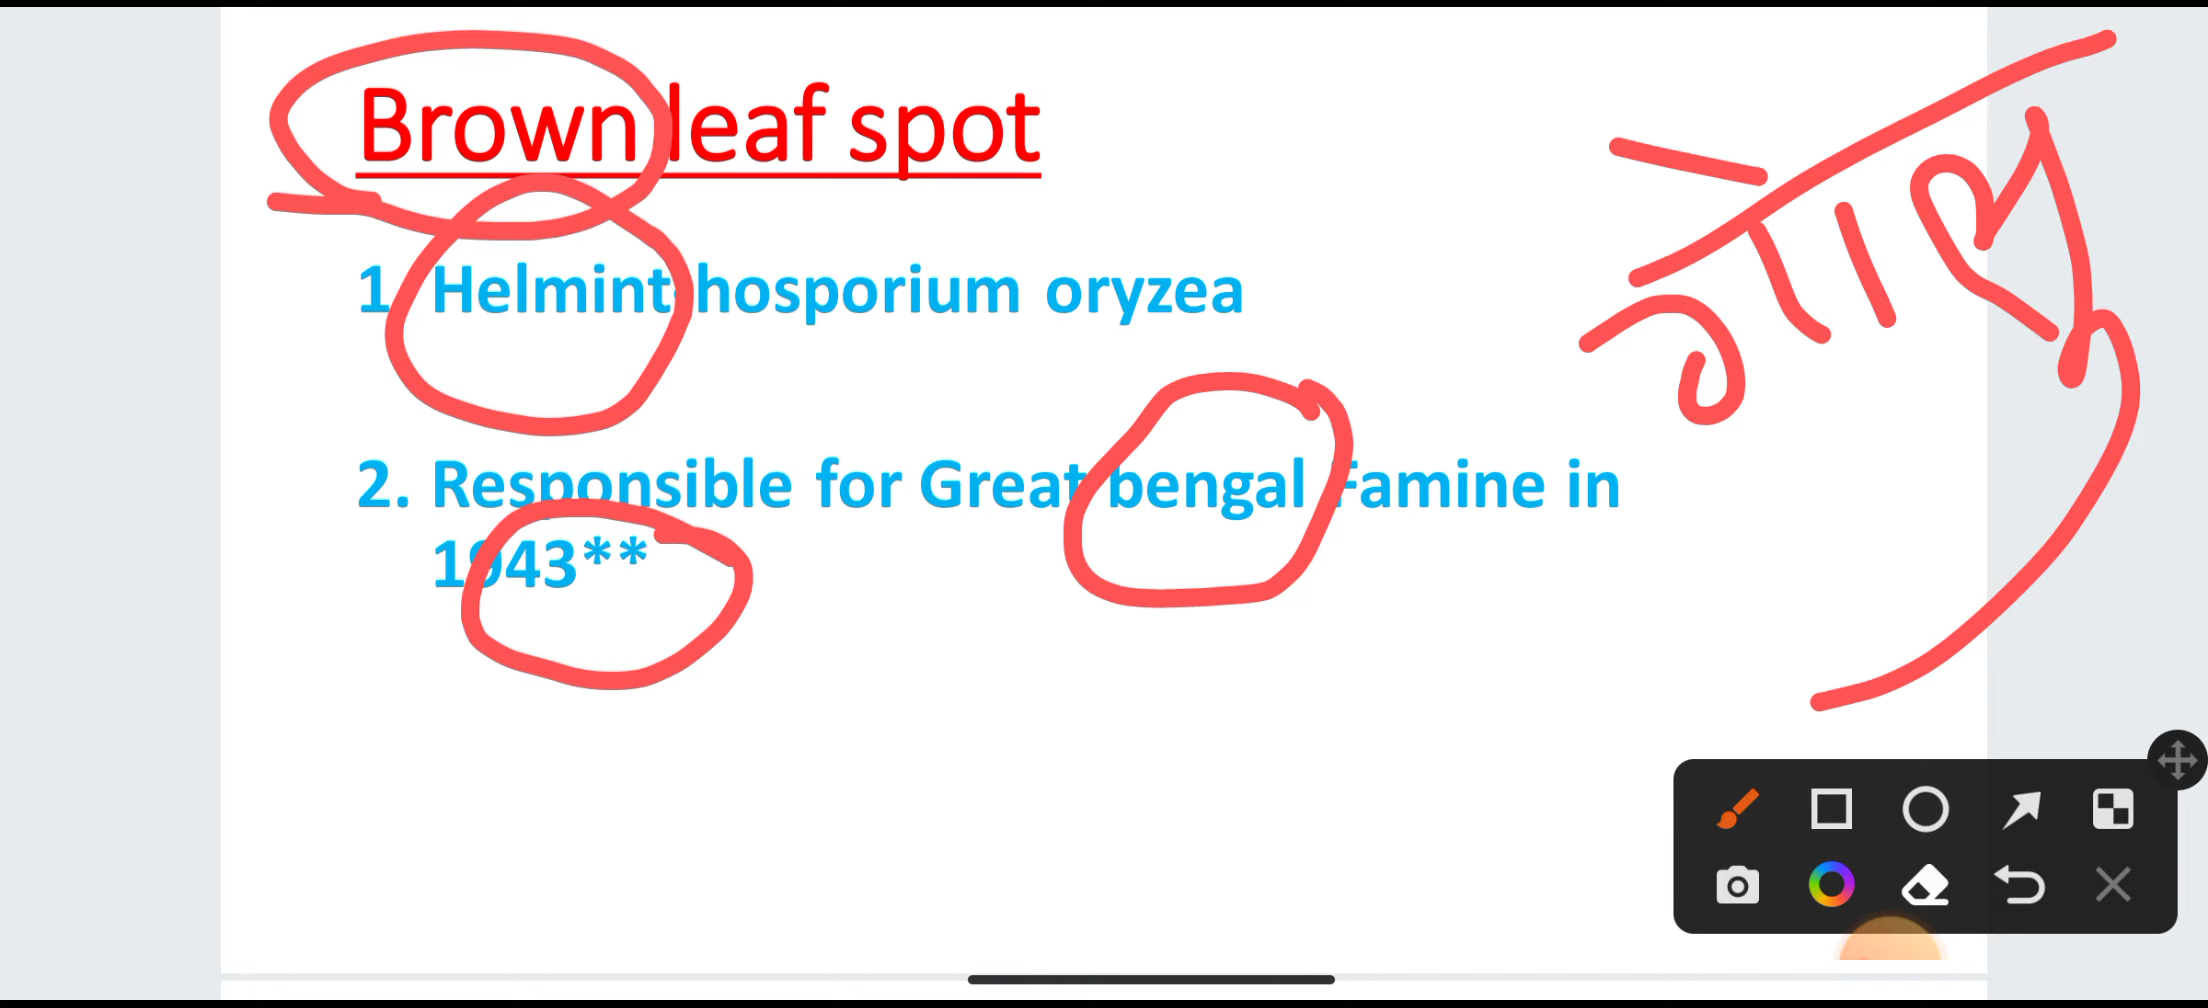 Brown leaf spot
1. Helminthosporium oryzea
2. Responsible for Great bengal Famine in
1943**